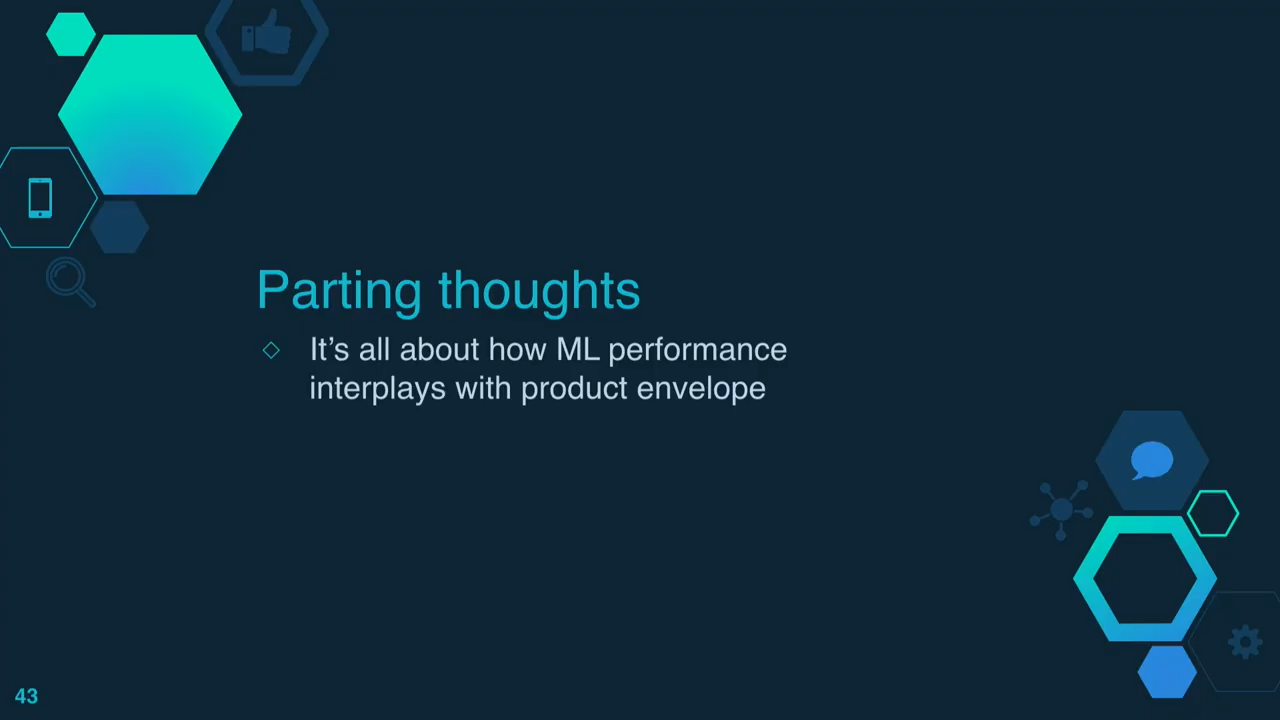 Parting thoughts
◇ It’s all about how ML performance
interplays with product envelope
43